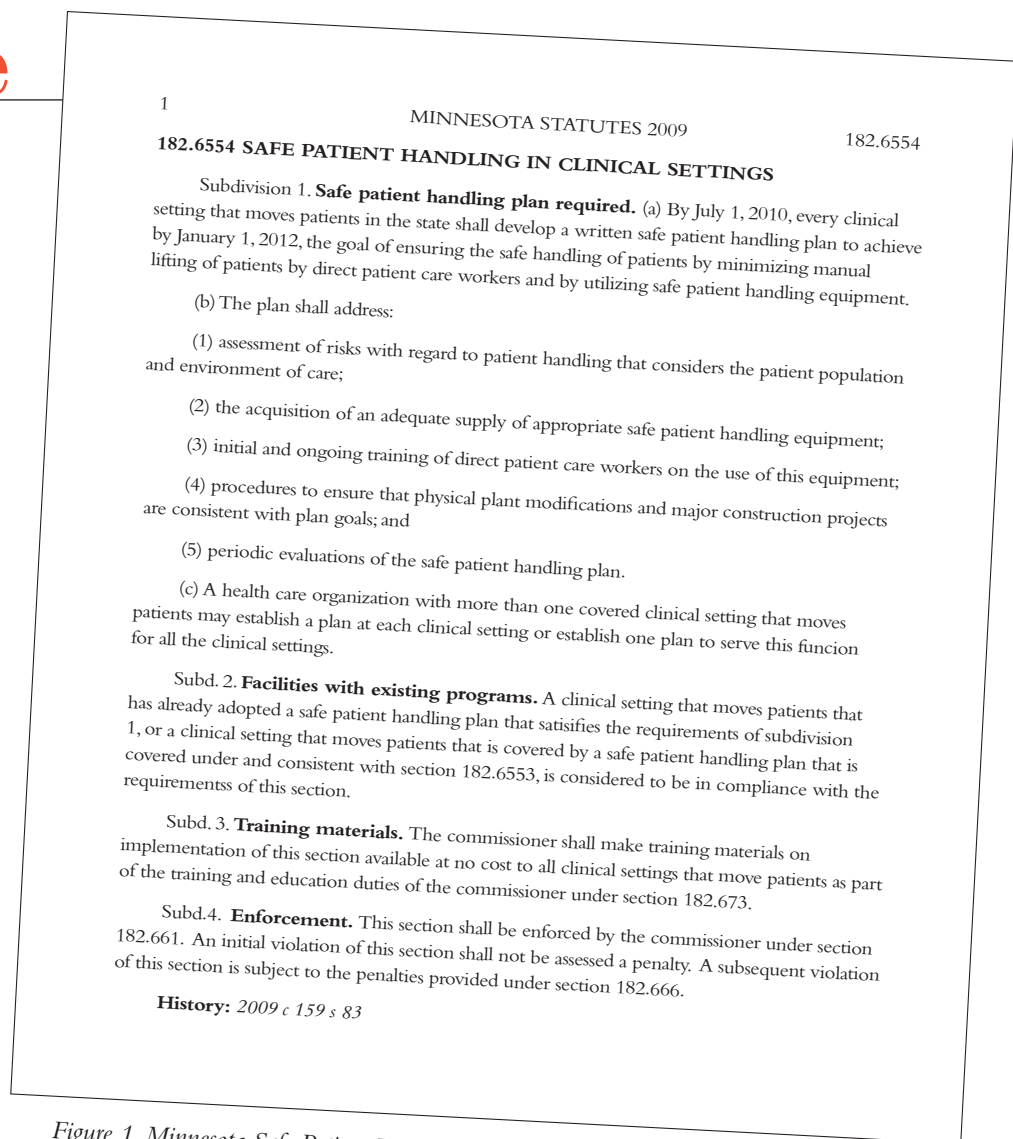 e
1 MINNESOTA STATUTES 2009 182.6554
182.6554 SAFE PATIENT HANDLING IN CLINICAL SETTINGS
Subdivision 1. Safe patient handling plan required. (a) By July 1, 2010, every clinical
setting that moves patients in the state shall develop a written safe patient handling plan to achieve
by January 1, 2012, the goal of ensuring the safe handling of patients by minimizing manual
lifting of patients by direct patient care workers and by utilizing safe patient handling equipment.
(b) The plan shall address:
(1) assessment of risks with regard to patient handling that considers the patient population
and environment of care;
(2) the acquisition of an adequate supply of appropriate safe patient handling equipment;
(3) initial and ongoing training of direct patient care workers on the use of this equipment;
(4) procedures to ensure that physical plant modifications and major construction projects
are consistent with plan goals; and
(5) periodic evaluations of the safe patient handling plan.
(c) A health care organization with more than one covered clinical setting that moves
patients may establish a plan at each clinical setting or establish one plan to serve this funcion
for all the clinical settings.
Subd. 2. Facilities with existing programs. A clinical setting that moves patients that
has already adopted a safe patient handling plan that satisifies the requirements of subdivision
1, or a clinical setting that moves patients that is covered by a safe patient handling plan that is
covered under and consistent with section 182.6553, is considered to be in compliance with the
requirementss of this section.
Subd. 3. Training materials. The commissioner shall make training materials on
implementation of this section available at no cost to all clinical settings that move patients as part
of the training and education duties of the commissioner under section 182.673.
Subd.4. Enforcement. This section shall be enforced by the commissioner under section
182.661. An initial violation of this section shall not be assessed a penalty. A subsequent violation
of this section is subject to the penalties provided under section 182.666.
History: 2009 c 159 s 83
Figure 1. Minnesota Safe Patient